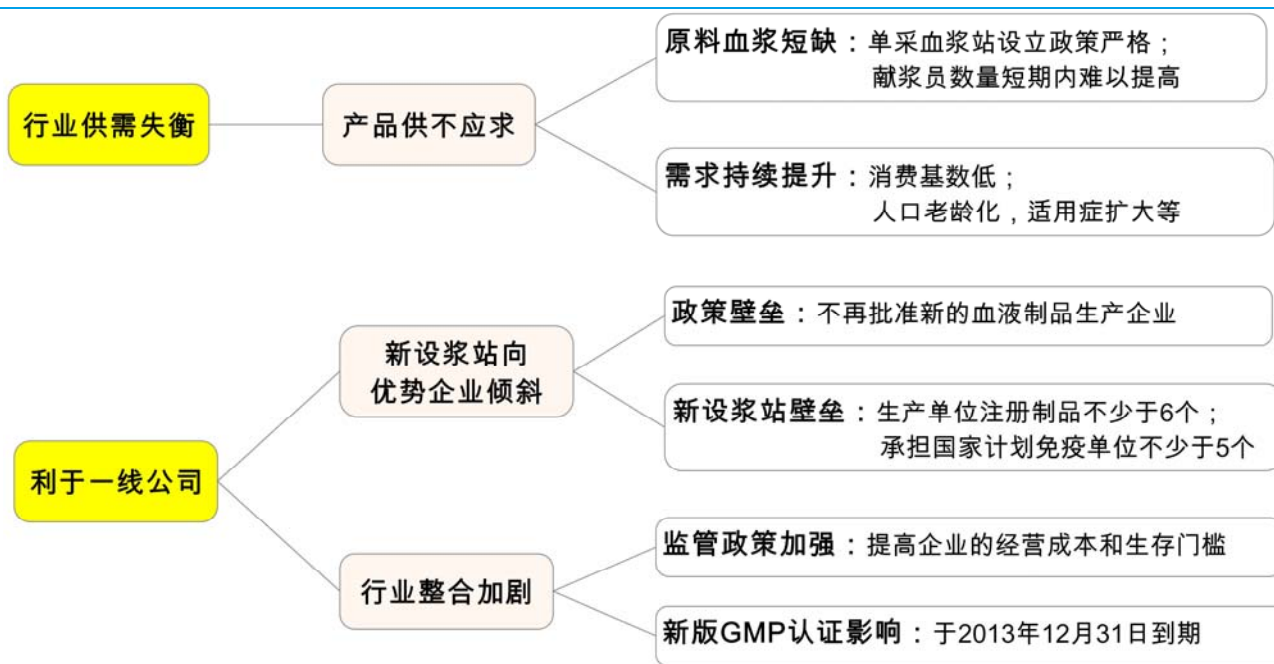 行业供需失衡
产品供不应求
原料血浆短缺：单采血浆站设立政策严格；
献浆员数量短期内难以提高
需求持续提升：消费基数低；
人口老龄化，适用症扩大等
利于一线公司
新设浆站向
优势企业倾斜
政策壁垒：不再批准新的血液制品生产企业
新设浆站壁垒：生产单位注册制品不少于6个；
承担国家计划免疫单位不少于5个
行业整合加剧
监管政策加强：提高企业的经营成本和生存门槛
新版GMP认证影响：于2013年12月31日到期